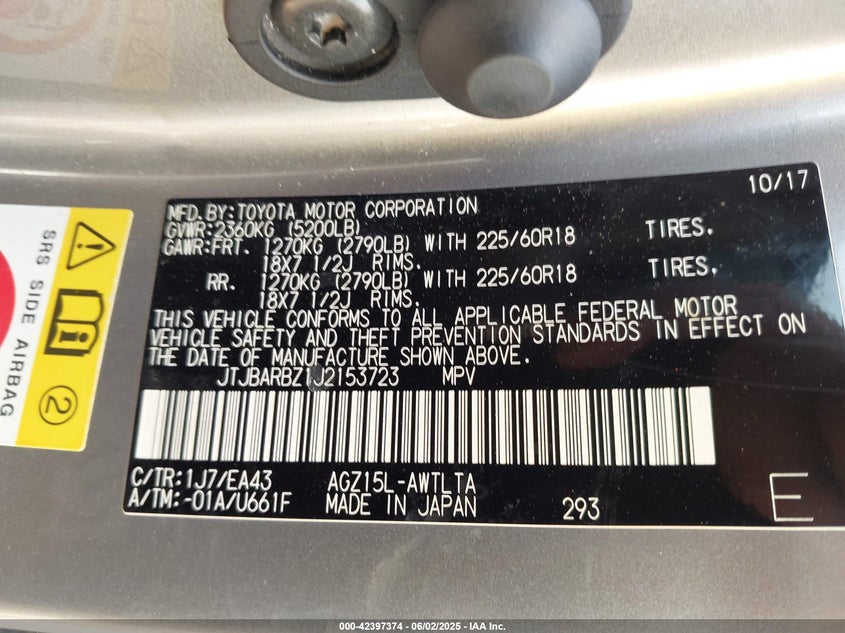 10/17
MFD. BY: TOYOTA MOTOR CORPORATION
GVWR: 2360KG (5200LB)
GAWR: FRT. 1270KG (2790LB) WITH 225/60R18 TIRES,
18X7 1/2J RIMS.
RR. 1270KG (2790LB) WITH 225/60R18 TIRES,
18X7 1/2J RIMS.
THIS VEHICLE CONFORMS TO ALL APPLICABLE FEDERAL MOTOR
VEHICLE SAFETY AND THEFT PREVENTION STANDARDS IN EFFECT ON
THE DATE OF MANUFACTURE SHOWN ABOVE.
JTJBARBZ1J2153723 MPV
C/TR: 1J7/EA43 AGZ15L-AWTLTA
A/TM: -01A/U661F MADE IN JAPAN 293 E
SRS SIDE AIRBAG
2
000-42397374 | 06/02/2025 - IAA Inc.